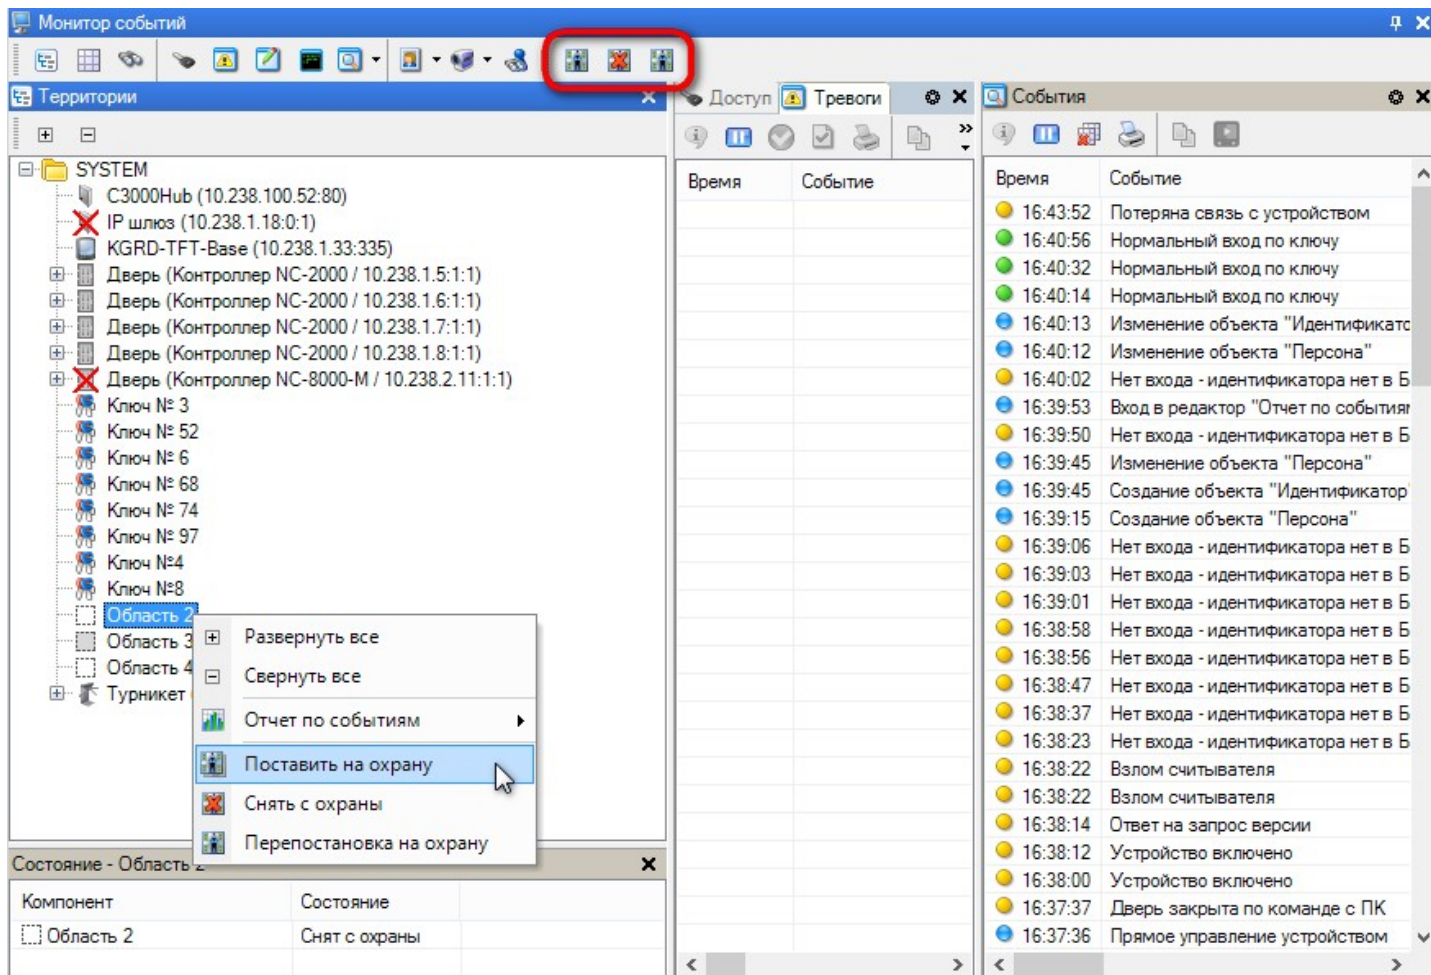 Монитор событий
Территории
SYSTEM
C3000Hub (10.238.100.52:80)
IP шлюз (10.238.1.18:0:1)
KGRD-TFT-Base (10.238.1.33:335)
Дверь (Контроллер NC-2000 / 10.238.1.5:1:1)
Дверь (Контроллер NC-2000 / 10.238.1.6:1:1)
Дверь (Контроллер NC-2000 / 10.238.1.7:1:1)
Дверь (Контроллер NC-2000 / 10.238.1.8:1:1)
Дверь (Контроллер NC-8000-M / 10.238.2.11:1:1)
Ключ № 3
Ключ № 52
Ключ № 6
Ключ № 68
Ключ № 74
Ключ № 97
Ключ №4
Ключ №8
Область 2
Область 3
Область 4
Турникет
Развернуть все
Свернуть все
Отчет по событиям
Поставить на охрану
Снять с охраны
Перепостановка на охрану
Состояние - Область 2
Компонент Состояние
Область 2 Снят с охраны
Доступ Тревоги
Время Событие
События
Время Событие
16:43:52 Потеряна связь с устройством
16:40:56 Нормальный вход по ключу
16:40:32 Нормальный вход по ключу
16:40:14 Нормальный вход по ключу
16:40:13 Изменение объекта "Идентификатс
16:40:12 Изменение объекта "Персона"
16:40:02 Нет входа - идентификатора нет в Б
16:39:53 Вход в редактор "Отчет по события
16:39:50 Нет входа - идентификатора нет в Б
16:39:45 Изменение объекта "Персона"
16:39:45 Создание объекта "Идентификатор"
16:39:15 Создание объекта "Персона"
16:39:06 Нет входа - идентификатора нет в Б
16:39:03 Нет входа - идентификатора нет в Б
16:39:01 Нет входа - идентификатора нет в Б
16:38:58 Нет входа - идентификатора нет в Б
16:38:56 Нет входа - идентификатора нет в Б
16:38:47 Нет входа - идентификатора нет в Б
16:38:37 Нет входа - идентификатора нет в Б
16:38:23 Нет входа - идентификатора нет в Б
16:38:22 Взлом считывателя
16:38:22 Взлом считывателя
16:38:14 Ответ на запрос версии
16:38:12 Устройство включено
16:38:00 Устройство включено
16:37:37 Дверь закрыта по команде с ПК
16:37:36 Прямое управление устройством